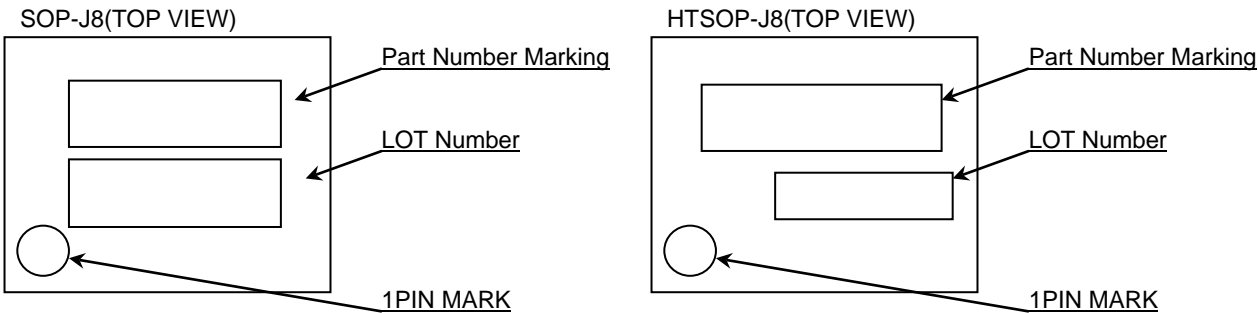 SOP-J8(TOP VIEW)
Part Number Marking
LOT Number
1PIN MARK
HTSOP-J8(TOP VIEW)
Part Number Marking
LOT Number
1PIN MARK